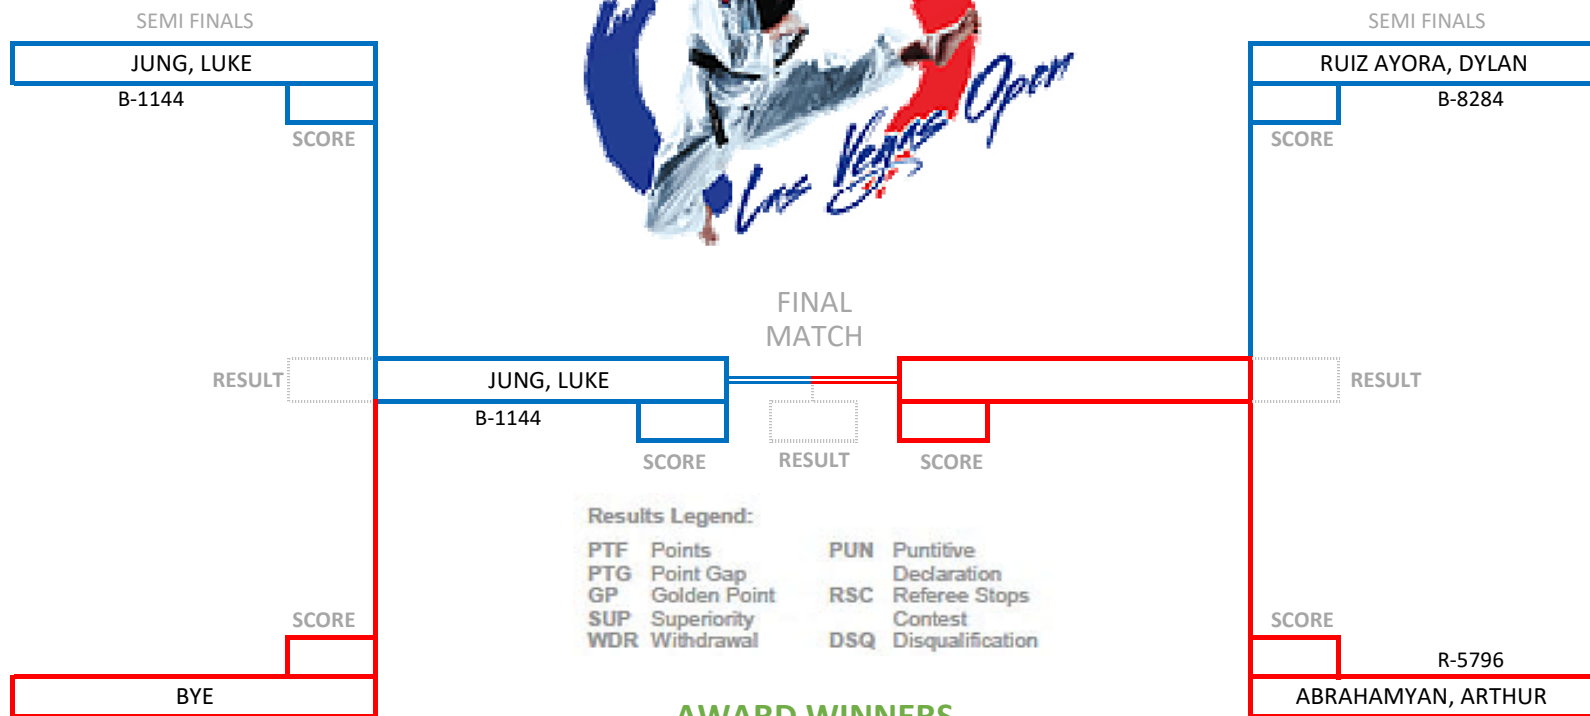 SEMI FINALS
SEMI FINALS
JUNG, LUKE
RUIZ AYORA, DYLAN
B-1144
B-8284
SCORE
SCORE
Las Vegas Open
FINAL
MATCH
RESULT
JUNG, LUKE
RESULT
B-1144
SCORE
RESULT
SCORE
Results Legend:
PTF Points
PTG Point Gap
GP Golden Point
SUP Superiority
WDR Withdrawal
PUN Puntitive
Declaration
RSC Referee Stops
Contest
DSQ Disqualification
SCORE
SCORE
R-5796
BYE
ABRAHAMYAN, ARTHUR
AWARD WINNERS